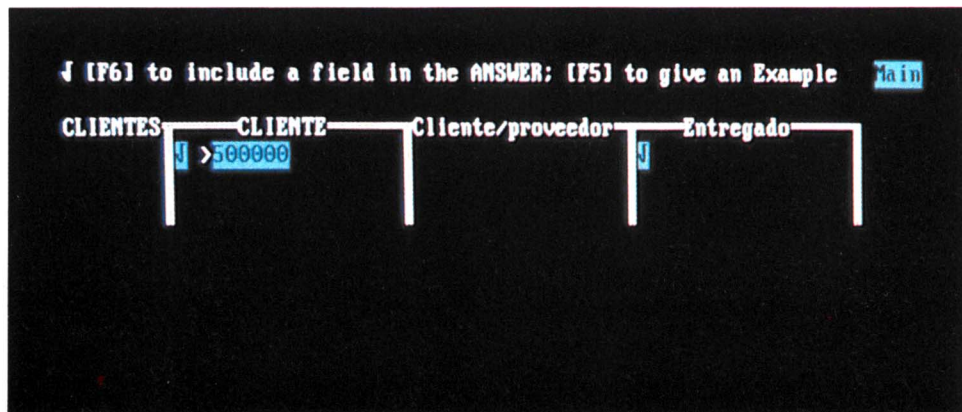 √ [F6] to include a field in the ANSWER; [F5] to give an Example Main
CLIENTES CLIENTE Cliente/proveedor Entregado
√ >500000 √